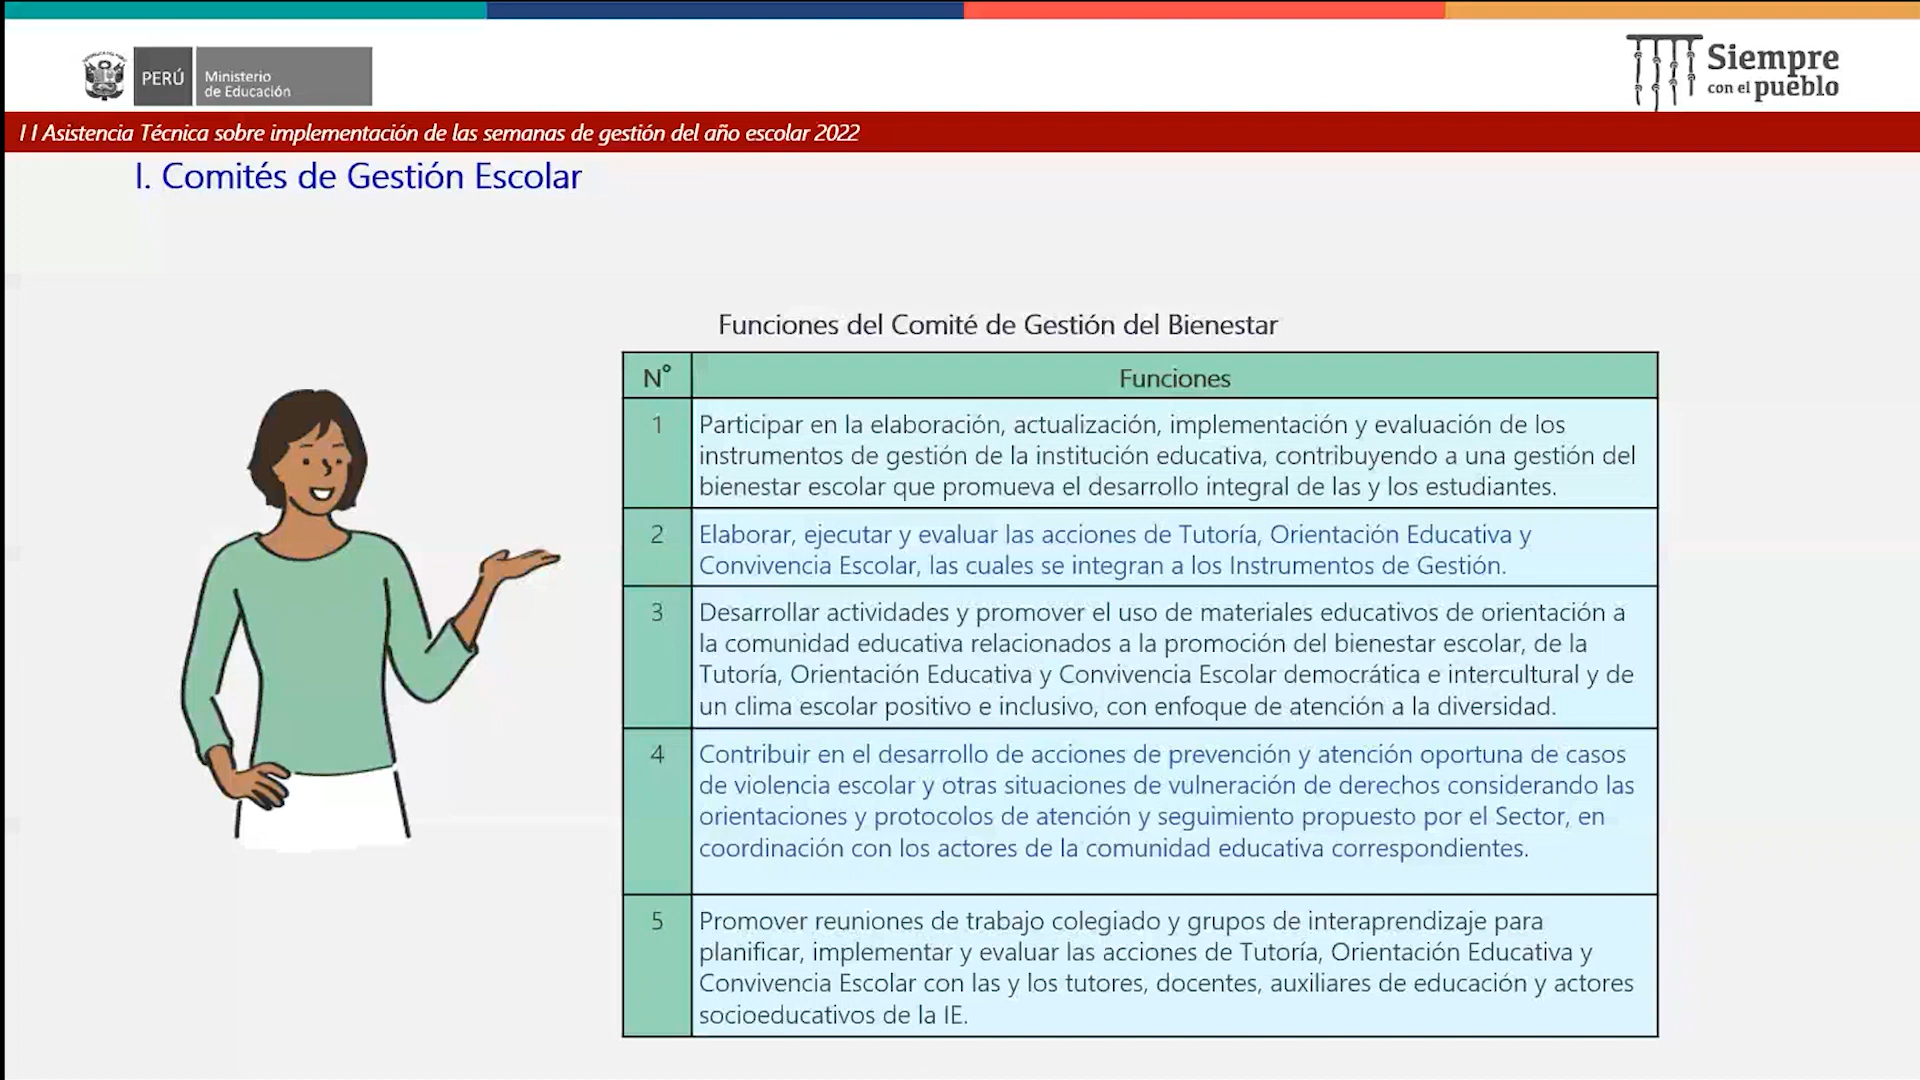 PERÚ
Ministerio
de Educación
Siempre
con el pueblo
I I Asistencia Técnica sobre implementación de las semanas de gestión del año escolar 2022
I. Comités de Gestión Escolar
Funciones del Comité de Gestión del Bienestar
N° Funciones
1 Participar en la elaboración, actualización, implementación y evaluación de los
instrumentos de gestión de la institución educativa, contribuyendo a una gestión del
bienestar escolar que promueva el desarrollo integral de las y los estudiantes.
2 Elaborar, ejecutar y evaluar las acciones de Tutoría, Orientación Educativa y
Convivencia Escolar, las cuales se integran a los Instrumentos de Gestión.
3 Desarrollar actividades y promover el uso de materiales educativos de orientación a
la comunidad educativa relacionados a la promoción del bienestar escolar, de la
Tutoría, Orientación Educativa y Convivencia Escolar democrática e intercultural y de
un clima escolar positivo e inclusivo, con enfoque de atención a la diversidad.
4 Contribuir en el desarrollo de acciones de prevención y atención oportuna de casos
de violencia escolar y otras situaciones de vulneración de derechos considerando las
orientaciones y protocolos de atención y seguimiento propuesto por el Sector, en
coordinación con los actores de la comunidad educativa correspondientes.
5 Promover reuniones de trabajo colegiado y grupos de interaprendizaje para
planificar, implementar y evaluar las acciones de Tutoría, Orientación Educativa y
Convivencia Escolar con las y los tutores, docentes, auxiliares de educación y actores
socioeducativos de la IE.